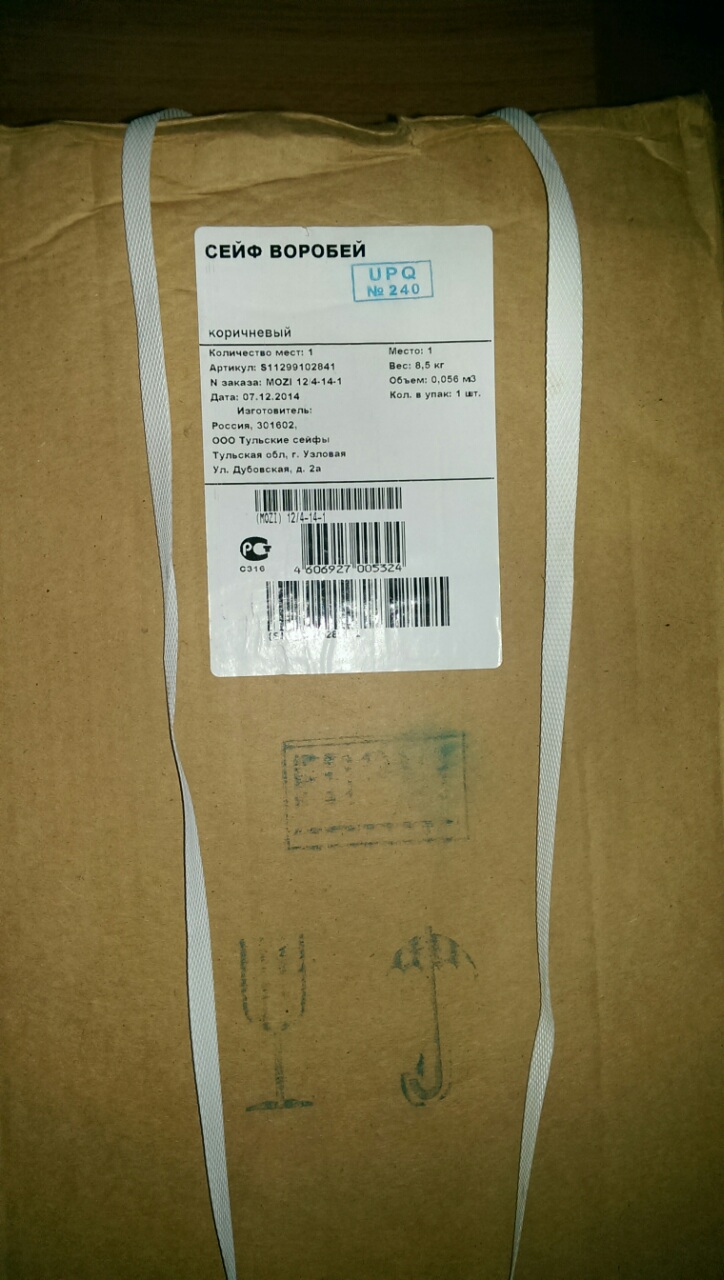 СЕЙФ ВОРОБЕЙ
UPQ
№ 240
коричневый
Количество мест: 1
Артикул: S11299102841
N заказа: MOZI 12 4-14-1
Дата: 07.12.2014
Изготовитель:
Россия, 301602,
ООО Тульские сейфы
Тульская обл, г. Узловая
Ул. Дубовская, д. 2а
Место: 1
Вес: 8,5 кг
Объем: 0,056 м3
Кол. в упак: 1 шт.
(MOZI) 12/4-14-1
РСТ
С316
4 606927 005324